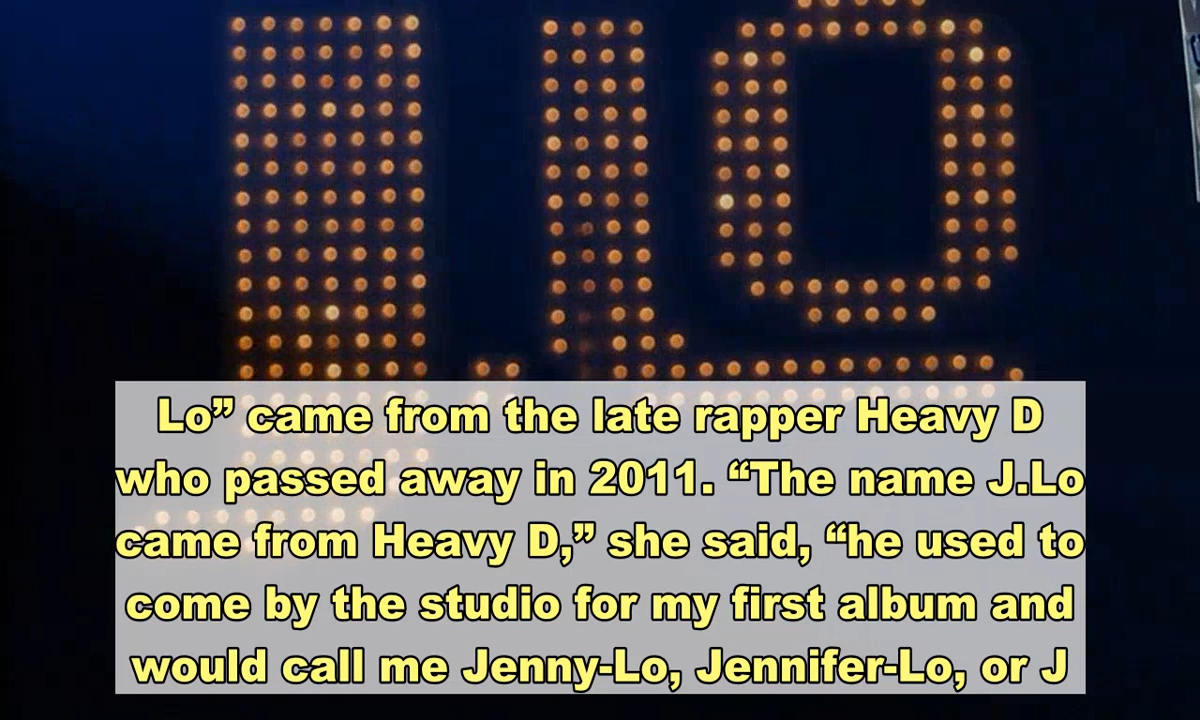 J.Lo
Lo” came from the late rapper Heavy D
who passed away in 2011. “The name J.Lo
came from Heavy D,” she said, “he used to
come by the studio for my first album and
would call me Jenny-Lo, Jennifer-Lo, or J